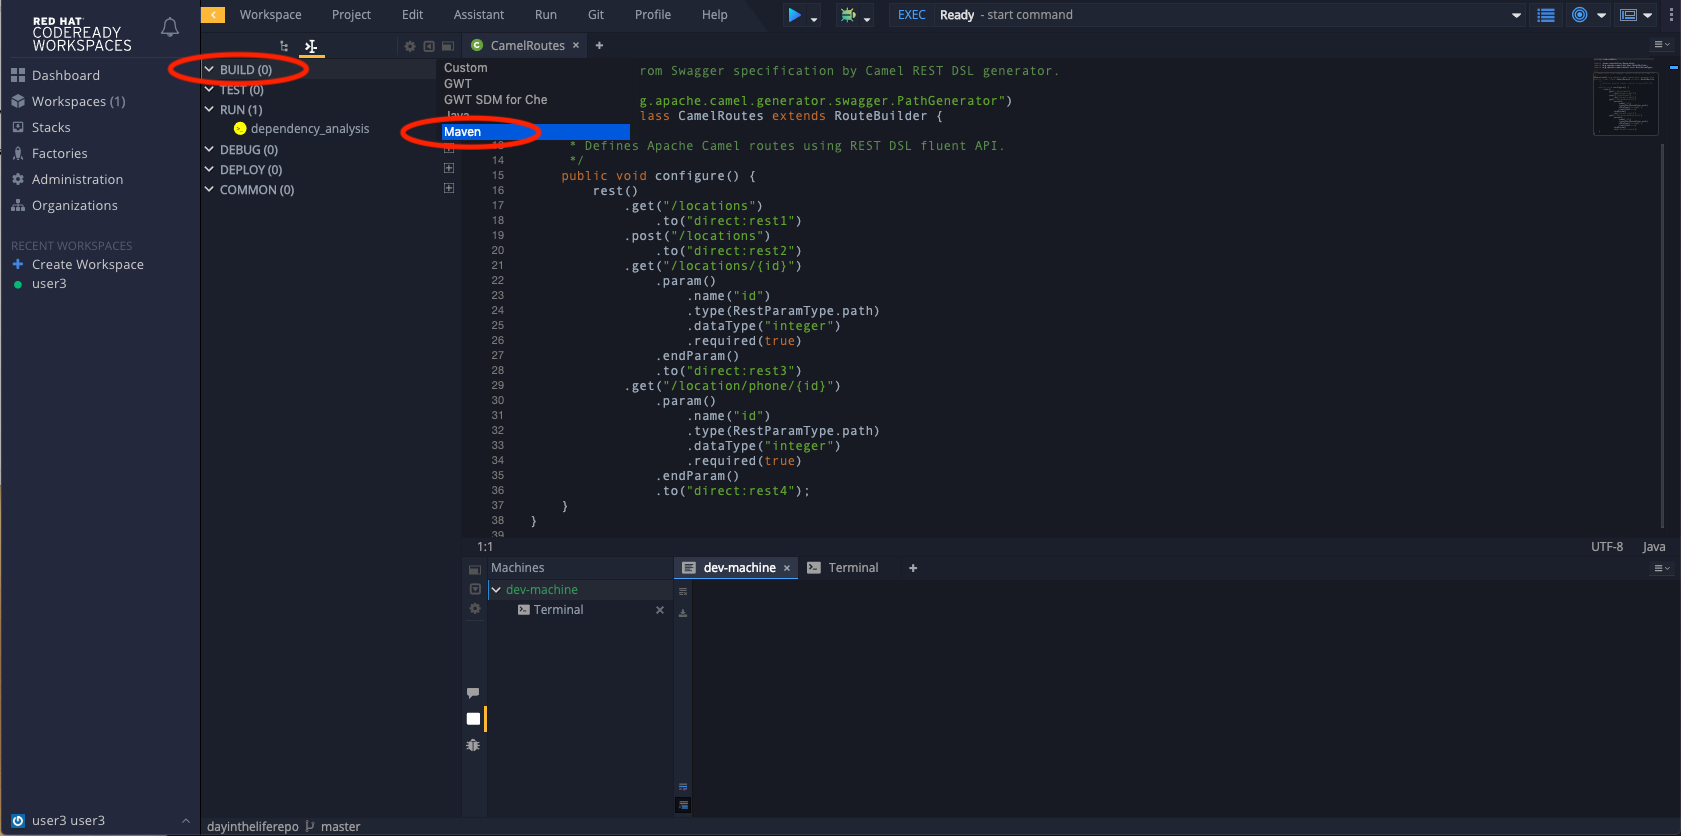 RED HAT
CODEREADY
WORKSPACES
Dashboard
Workspaces (1)
Stacks
Factories
Administration
Organizations
RECENT WORKSPACES
Create Workspace
user3
user3 user3
Workspace Project Edit Assistant Run Git Profile Help
EXEC Ready - start command
BUILD (0)
TEST (0)
RUN (1)
dependency_analysis
DEBUG (0)
DEPLOY (0)
COMMON (0)
CamelRoutes
Custom
GWT
GWT SDM for Che
Java
Maven
rom Swagger specification by Camel REST DSL generator.
g.apache.camel.generator.swagger.PathGenerator")
lass CamelRoutes extends RouteBuilder {
13 * Defines Apache Camel routes using REST DSL fluent API.
14 */
15 public void configure() {
16 rest()
17 .get("/locations")
18 .to("direct:rest1")
19 .post("/locations")
20 .to("direct:rest2")
21 .get("/locations/{id}")
22 .param()
23 .name("id")
24 .type(RestParamType.path)
25 .dataType("integer")
26 .required(true)
27 .endParam()
28 .to("direct:rest3")
29 .get("/location/phone/{id}")
30 .param()
31 .name("id")
32 .type(RestParamType.path)
33 .dataType("integer")
34 .required(true)
35 .endParam()
36 .to("direct:rest4");
37 }
38 }
39
1:1
UTF-8 Java
Machines
dev-machine
Terminal
dev-machine
Terminal
dayintheliferepo master